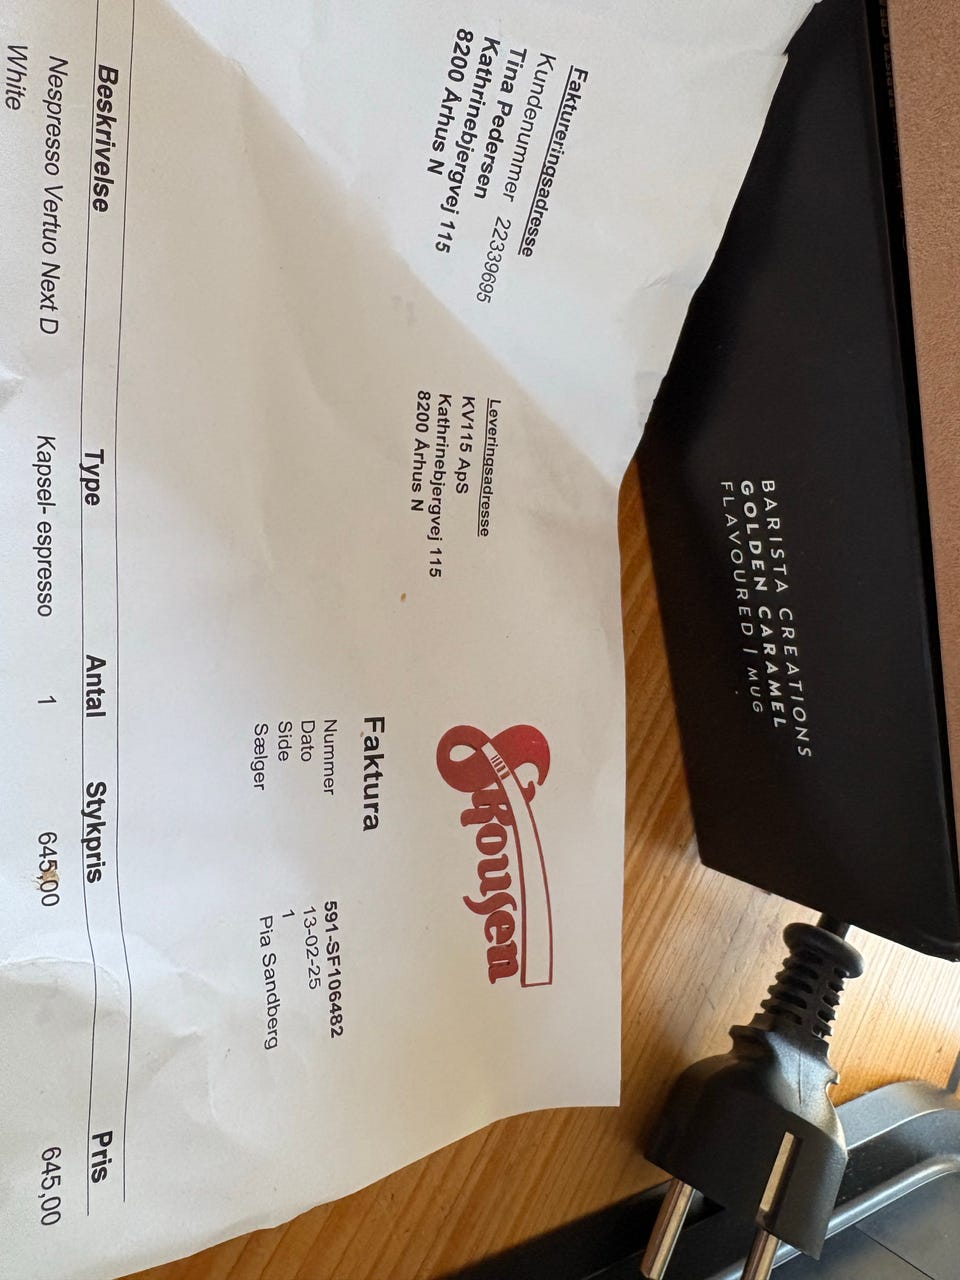 Faktureringsadresse
Kundenummer 22339695
Tina Pedersen
Kathrinebjergvej 115
8200 Århus N
Leveringsadresse
KV115 ApS
Kathrinebjergvej 115
8200 Århus N
Skousen
Faktura
Nummer 591-SF106482
Dato 13-02-25
Side 1
Sælger Pia Sandberg
Beskrivelse Type Antal Stykpris Pris
Nespresso Vertuo Next D Kapsel- espresso 1 645,00 645,00
White
BARISTA CREATIONS
GOLDEN CARAMEL
FLAVOURED | MUG